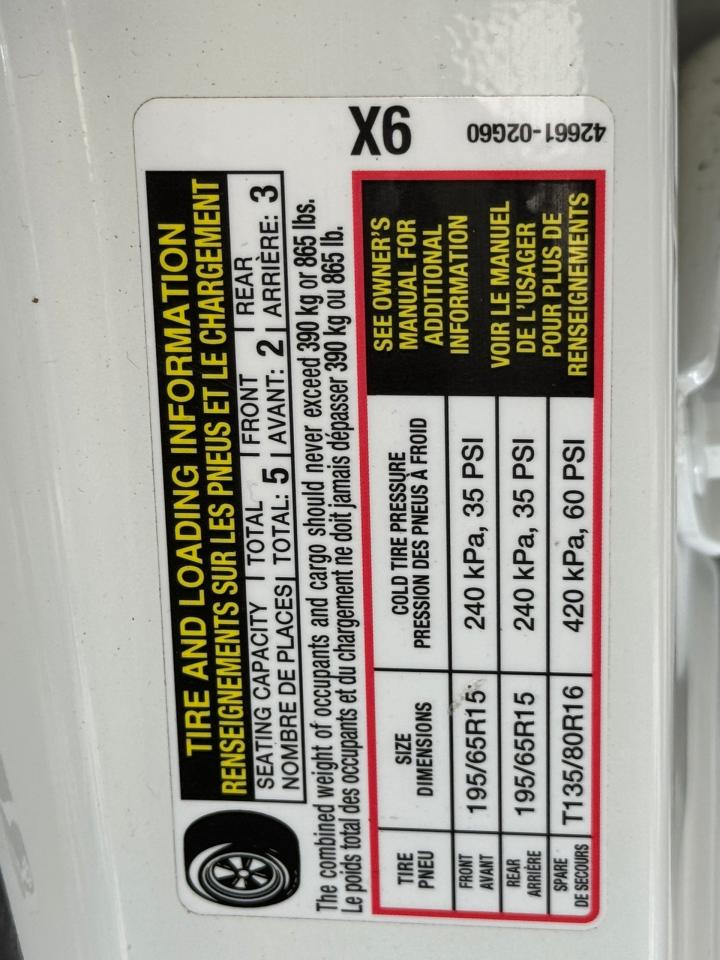 TIRE AND LOADING INFORMATION
RENSEIGNEMENTS SUR LES PNEUS ET LE CHARGEMENT
SEATING CAPACITY | TOTAL | FRONT | REAR
NOMBRE DE PLACES | TOTAL: 5 | AVANT: 2 | ARRIÈRE: 3
The combined weight of occupants and cargo should never exceed 390 kg or 865 lbs.
Le poids total des occupants et du chargement ne doit jamais dépasser 390 kg ou 865 lb.
X6
42661-02G60
TIRE SIZE COLD TIRE PRESSURE
PNEU DIMENSIONS PRESSION DES PNEUS À FROID
FRONT
AVANT
195/65R15 240 kPa, 35 PSI
REAR
ARRIÈRE
195/65R15 240 kPa, 35 PSI
SPARE
DE SECOURS
T135/80R16 420 kPa, 60 PSI
SEE OWNER'S
MANUAL FOR
ADDITIONAL
INFORMATION
VOIR LE MANUEL
DE L'USAGER
POUR PLUS DE
RENSEIGNEMENTS